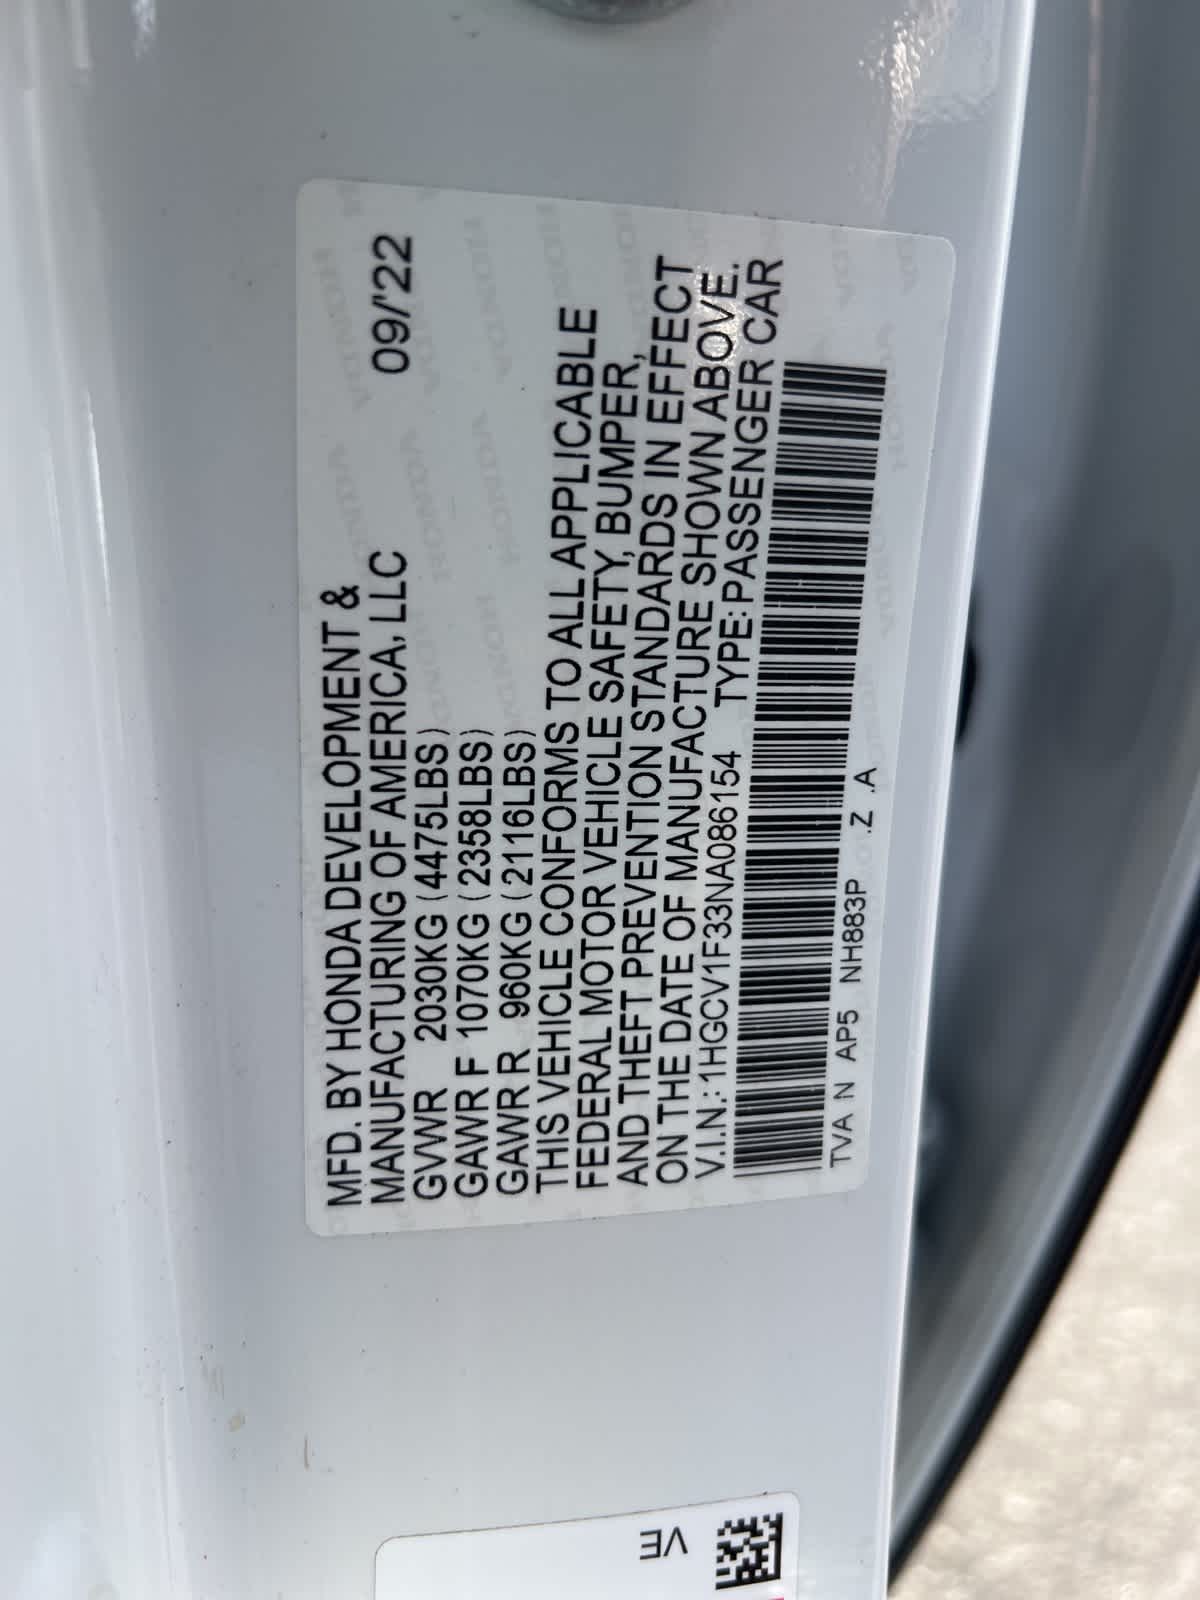 MFD. BY HONDA DEVELOPMENT &
MANUFACTURING OF AMERICA, LLC 09/'22
GVWR 2030KG (4475LBS)
GAWR F 1070KG (2358LBS)
GAWR R 960KG (2116LBS)
THIS VEHICLE CONFORMS TO ALL APPLICABLE
FEDERAL MOTOR VEHICLE SAFETY, BUMPER,
AND THEFT PREVENTION STANDARDS IN EFFECT
ON THE DATE OF MANUFACTURE SHOWN ABOVE.
V.I.N.: 1HGCV1F33NA086154 TYPE: PASSENGER CAR
TVA N AP5 NH883P .Z .A
VE